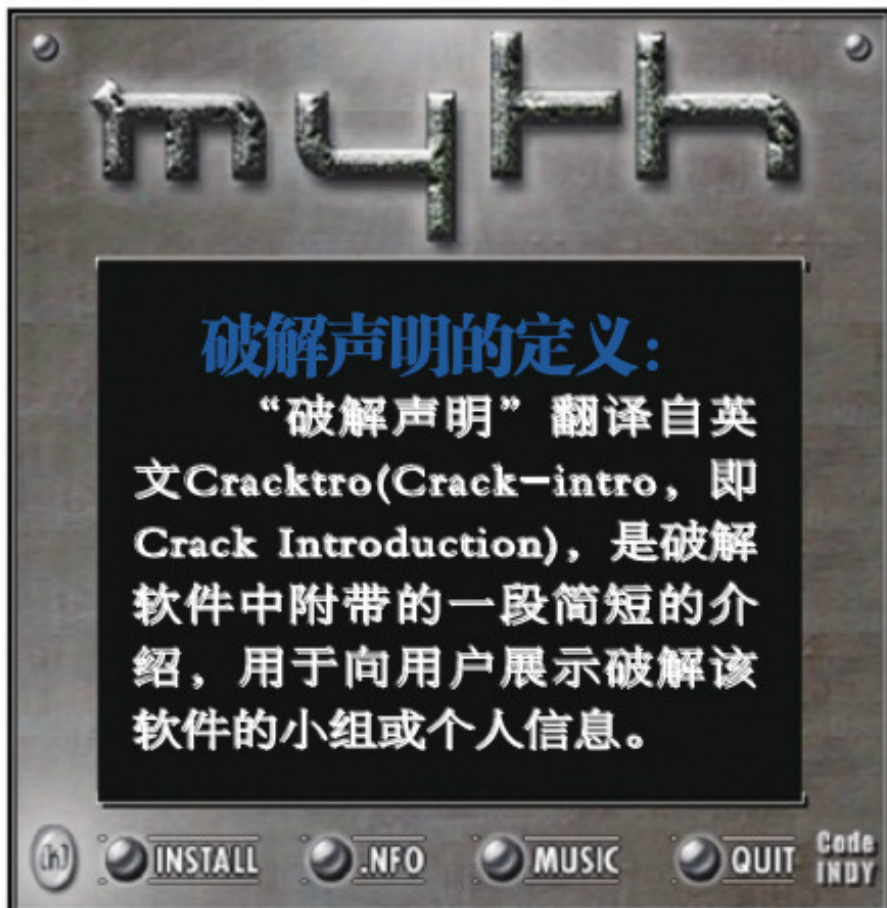 myth
破解声明的定义：
“破解声明”翻译自英
文Cracktro(Crack-intro，即
Crack Introduction)，是破解
软件中附带的一段简短的介
绍，用于向用户展示破解该
软件的小组或个人信息。
[h] INSTALL .NFO MUSIC QUIT Code
INDY